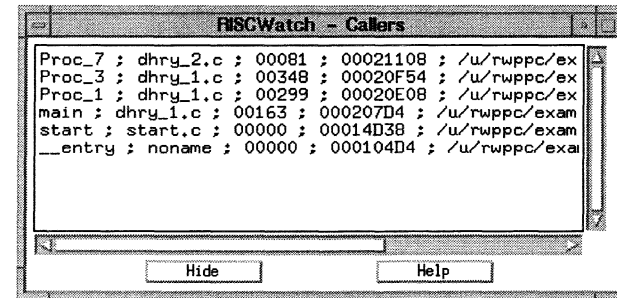 RISCWatch - Callers
Proc_7 ; dhry_2.c ; 00081 ; 00021108 ; /u/rwppc/ex
Proc_3 ; dhry_1.c ; 00348 ; 00020F54 ; /u/rwppc/ex
Proc_1 ; dhry_1.c ; 00299 ; 00020E08 ; /u/rwppc/ex
main ; dhry_1.c ; 00163 ; 000207D4 ; /u/rwppc/exam
start ; start.c ; 00000 ; 00014D38 ; /u/rwppc/exam
__entry ; noname ; 00000 ; 000104D4 ; /u/rwppc/exa
Hide Help